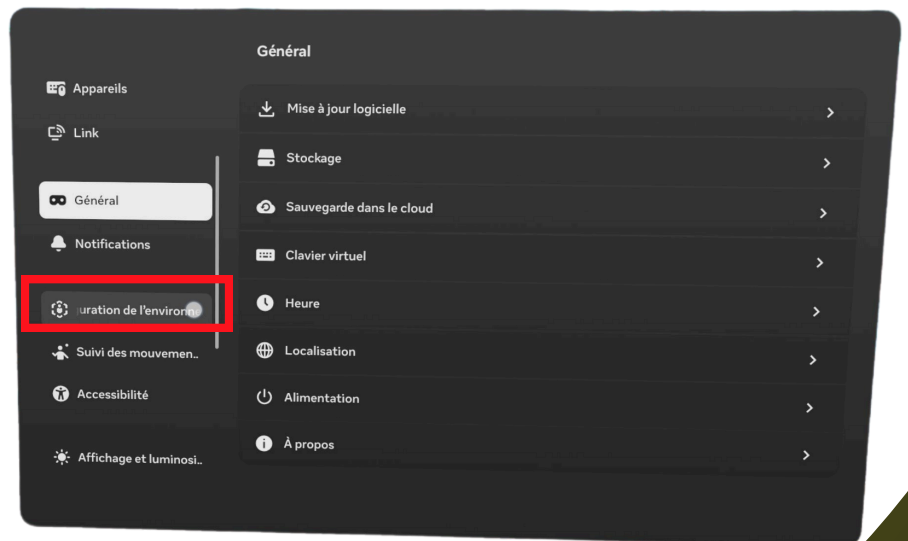 Général
Appareils
Link
Général
Notifications
uration de l'environn
Suivi des mouvemen..
Accessibilité
Affichage et luminosi..
Mise à jour logicielle
Stockage
Sauvegarde dans le cloud
Clavier virtuel
Heure
Localisation
Alimentation
À propos